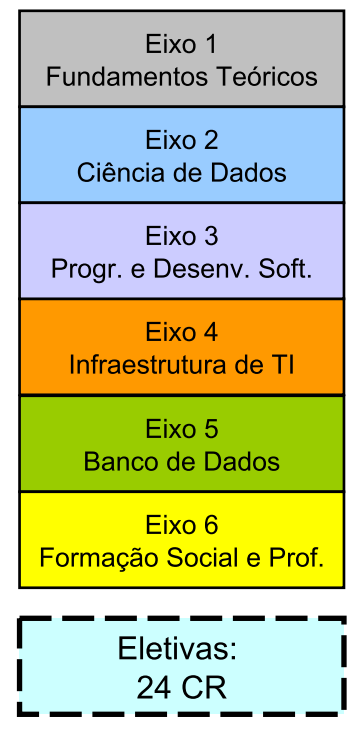 Eixo 1
Fundamentos Teóricos
Eixo 2
Ciência de Dados
Eixo 3
Progr. e Desenv. Soft.
Eixo 4
Infraestrutura de TI
Eixo 5
Banco de Dados
Eixo 6
Formação Social e Prof.
Eletivas:
24 CR